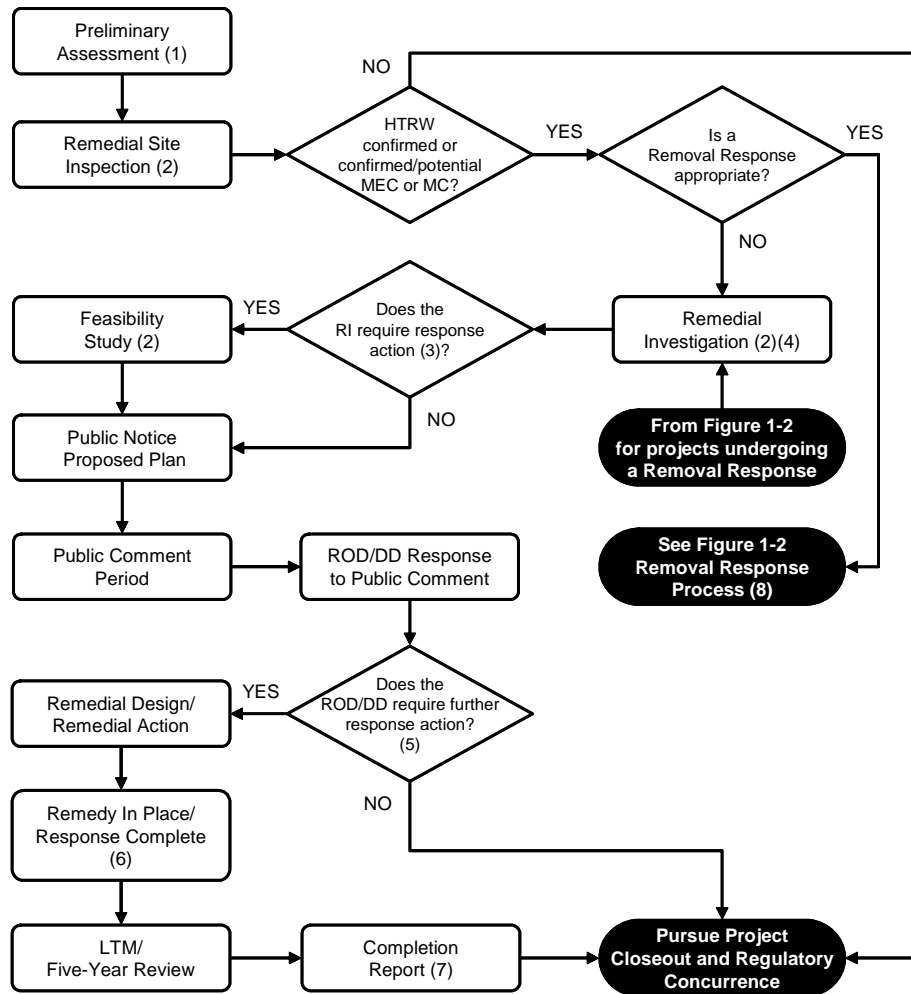 Preliminary
Assessment (1)
NO
Remedial Site
Inspection (2)
HTRW
confirmed or
confirmed/potential
MEC or MC?
YES
Is a
Removal Response
appropriate?
YES
NO
Feasibility
Study (2)
YES
Does the
RI require response
action (3)?
Remedial
Investigation (2)(4)
NO
Public Notice
Proposed Plan
From Figure 1-2
for projects undergoing
a Removal Response
Public Comment
Period
ROD/DD Response
to Public Comment
See Figure 1-2
Removal Response
Process (8)
Remedial Design/
Remedial Action
YES
Does the
ROD/DD require further
response action?
(5)
NO
Remedy In Place/
Response Complete
(6)
LTM/
Five-Year Review
Completion
Report (7)
Pursue Project
Closeout and Regulatory
Concurrence